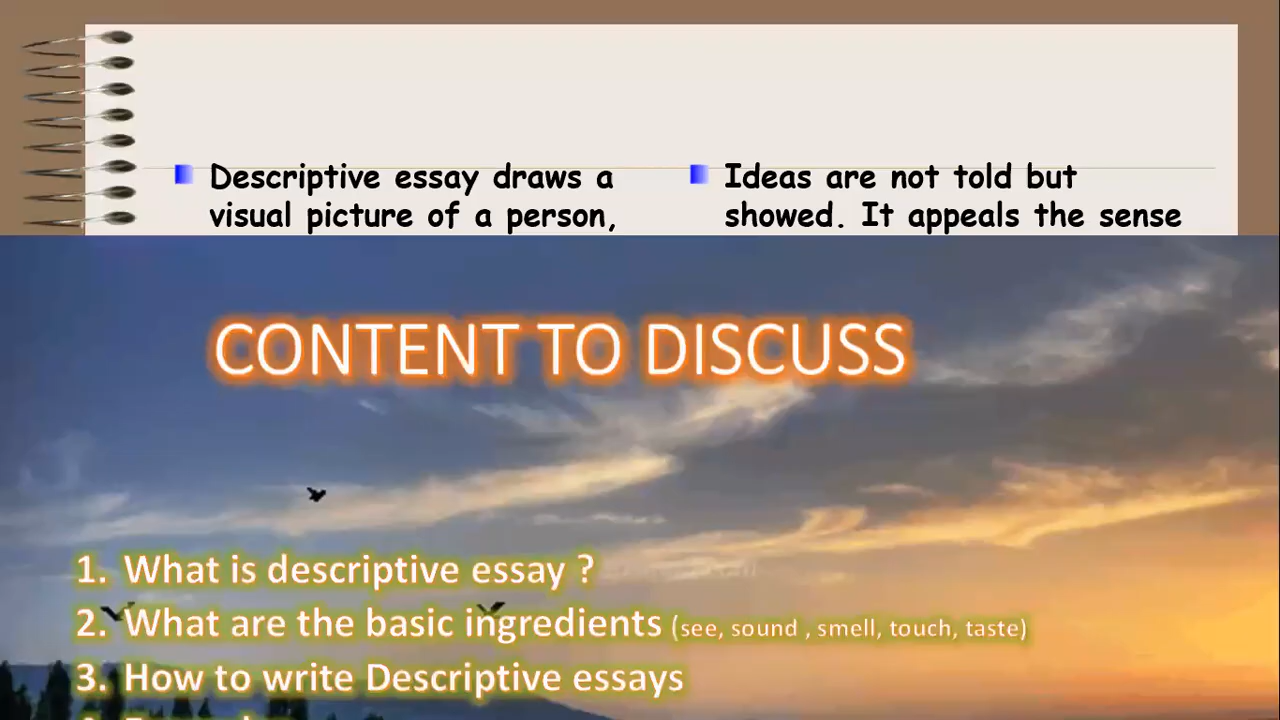 Descriptive essay draws a
visual picture of a person,
Ideas are not told but
showed. It appeals the sense
CONTENT TO DISCUSS
1. What is descriptive essay ?
2. What are the basic ingredients (see, sound , smell, touch, taste)
3. How to write Descriptive essays